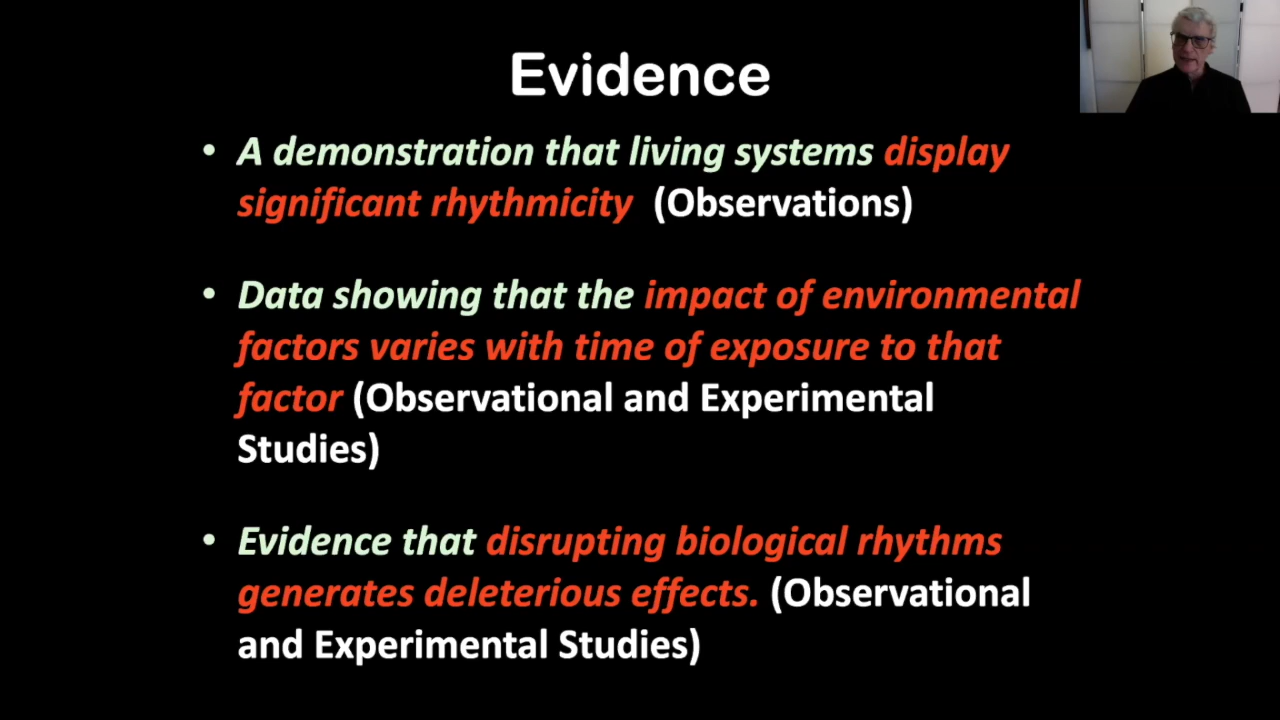 Evidence
• A demonstration that living systems display
significant rhythmicity (Observations)
• Data showing that the impact of environmental
factors varies with time of exposure to that
factor (Observational and Experimental
Studies)
• Evidence that disrupting biological rhythms
generates deleterious effects. (Observational
and Experimental Studies)